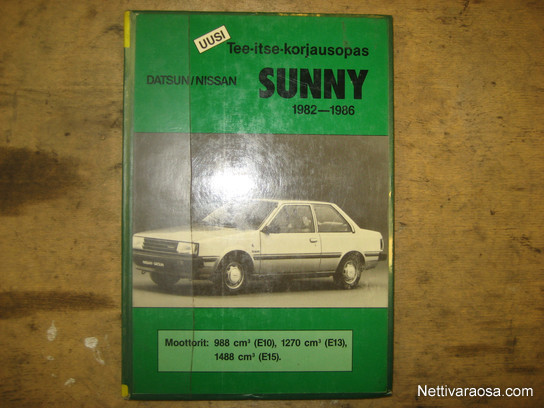 UUSI
Tee-itse-korjausopas
DATSUN/NISSAN SUNNY
1982—1986
Moottorit: 988 cm³ (E10), 1270 cm³ (E13),
1488 cm³ (E15).
Nettivaraosa.com